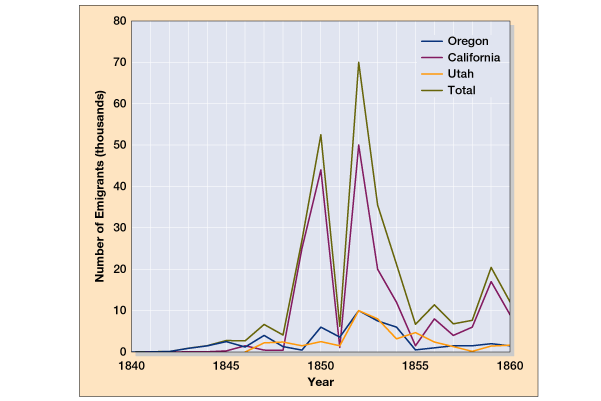 80
70
60
50
40
30
20
10
0
Number of Emigrants (thousands)
Oregon
California
Utah
Total
1840 1845 1850 1855 1860
Year